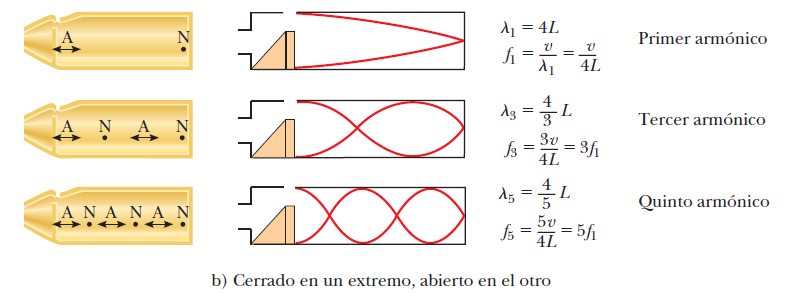 A N
λ₁ = 4L
f₁ = v/λ₁ = v/4L
Primer armónico
A N A N
λ₃ = 4/3 L
f₃ = 3v/4L = 3f₁
Tercer armónico
A N A N A N
λ₅ = 4/5 L
f₅ = 5v/4L = 5f₁
Quinto armónico
b) Cerrado en un extremo, abierto en el otro